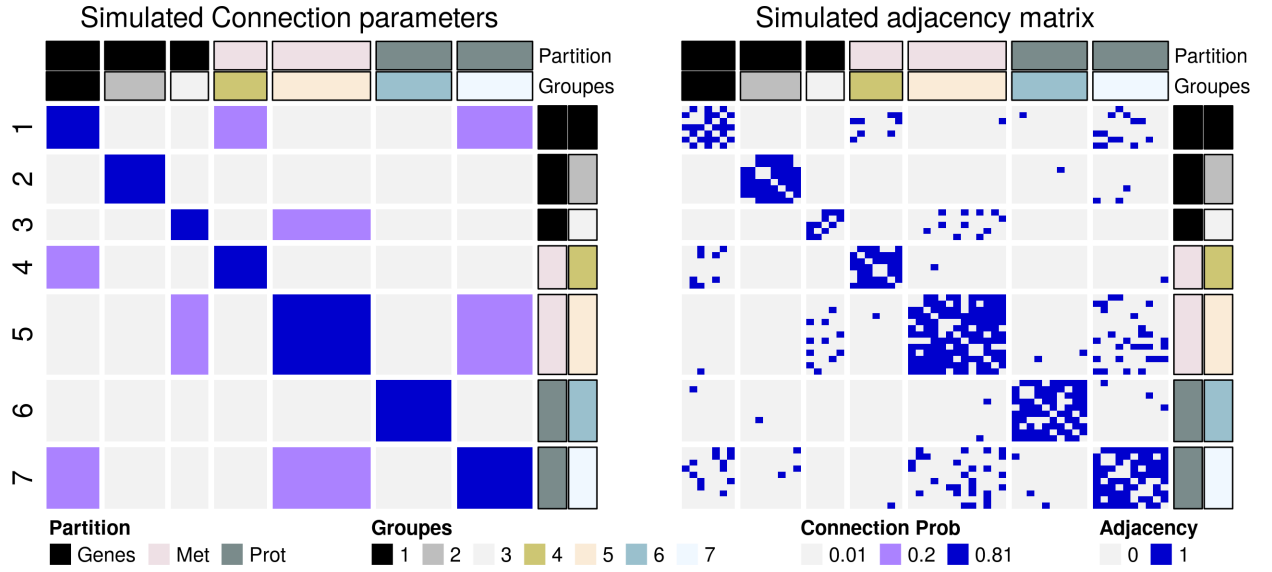 Simulated Connection parameters
Simulated adjacency matrix
Partition
Groupes
Partition
Groupes
1
2
3
4
5
6
7
Partition
Genes Met Prot
Groupes
1 2 3 4 5 6 7
Connection Prob
0.01 0.2 0.81
Adjacency
0 1